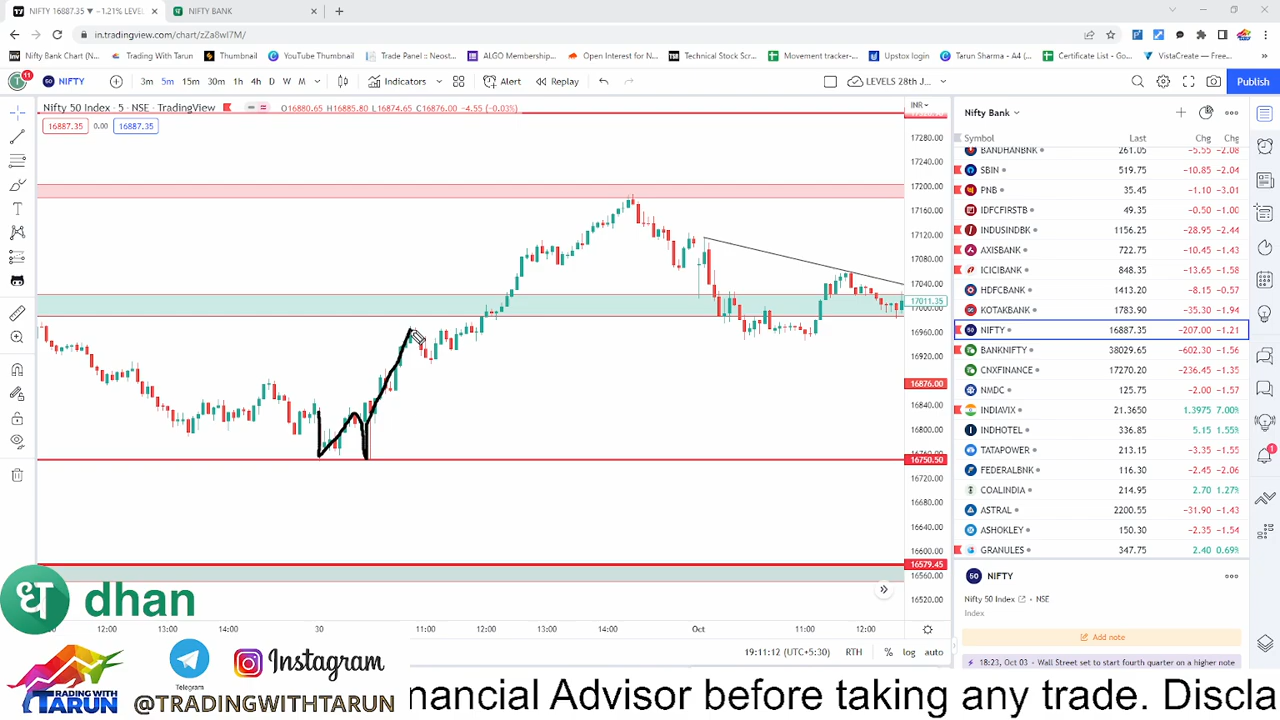 NIFTY 16887.35 ▼ −1.21% LEVEL
NIFTY BANK
in.tradingview.com/chart/zZa8wI7M/
Nifty Bank Chart (N...
Trading With Tarun
Thumbnail
YouTube Thumbnail
Trade Panel :: Neost...
ALGO Membership...
Open Interest for N...
Technical Stock Scr...
Movement tracker-...
Upstox login
Tarun Sharma - A4 (...
Certificate List - G...
VistaCreate — Free...
11
50 NIFTY
3m 5m 15m 30m 1h 4h D W M
Indicators
Alert
Replay
LEVELS 28th J...
Publish
Nifty 50 Index · 5 · NSE · TradingView
O16880.65 H16885.80 L16874.65 C16876.00 −4.55 (−0.03%)
16887.35 0.00 16887.35
INR
17280.00
17240.00
17200.00
17160.00
17120.00
17080.00
17040.00
17011.35
17000.00
16960.00
16920.00
16876.00
16840.00
16800.00
16750.50
16720.00
16680.00
16640.00
16600.00
16579.45
16560.00
16520.00
12:00 13:00 14:00 30 11:00 12:00 13:00 14:00 Oct 11:00 12:00
19:11:12 (UTC+5:30) RTH % log auto
Nifty Bank
Symbol Last Chg Chg
BANDHANBNK 261.05 −5.55 −2.08
SBIN 519.75 −10.85 −2.04
PNB 35.45 −1.10 −3.01
IDFCFIRSTB 49.35 −0.50 −1.00
INDUSINDBK 1156.25 −28.95 −2.44
AXISBANK 722.75 −10.45 −1.43
ICICIBANK 848.35 −13.65 −1.58
HDFCBANK 1413.20 −8.15 −0.57
KOTAKBANK 1783.90 −35.30 −1.94
50 NIFTY 16887.35 −207.00 −1.21
BANKNIFTY 38029.65 −602.30 −1.56
CNXFINANCE 17270.20 −236.45 −1.35
NMDC 125.75 −2.00 −1.57
INDIAVIX 21.3650 1.3975 7.00%
INDHOTEL 336.85 5.15 1.55%
TATAPOWER 213.15 −3.35 −1.55
FEDERALBNK 116.30 −2.45 −2.06
COALINDIA 214.95 2.70 1.27%
ASTRAL 2200.55 −31.90 −1.43
ASHOKLEY 150.30 −2.35 −1.54
GRANULES 347.75 2.40 0.69%
50 NIFTY
Nifty 50 Index · NSE
Index
Add note
18:23, Oct 03 - Wall Street set to start fourth quarter on a higher note
1
ध dhan
TRADING WITH
TARUN
Telegram
Instagram
@TRADINGWITHTARUN
nancial Advisor before taking any trade. Discla